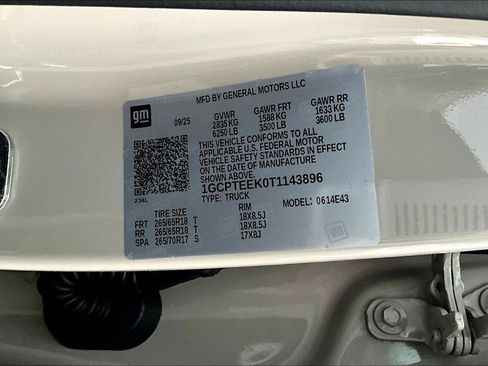 MFD BY GENERAL MOTORS LLC
gm
09/25
GVWR GAWR FRT GAWR RR
2835 KG 1588 KG 1633 KG
6250 LB 3500 LB 3600 LB
THIS VEHICLE CONFORMS TO ALL
APPLICABLE U.S. FEDERAL MOTOR
VEHICLE SAFETY STANDARDS IN EFFECT
ON THE DATE OF MANUFACTURE
SHOWN ABOVE.
1GCPTEEK0T1143896
TYPE: TRUCK MODEL: 0614E43
234L
TIRE SIZE RIM
FRT 265/65R18 T 18X8.5J
RR 265/65R18 T 18X8.5J
SPA 265/70R17 S 17X8J